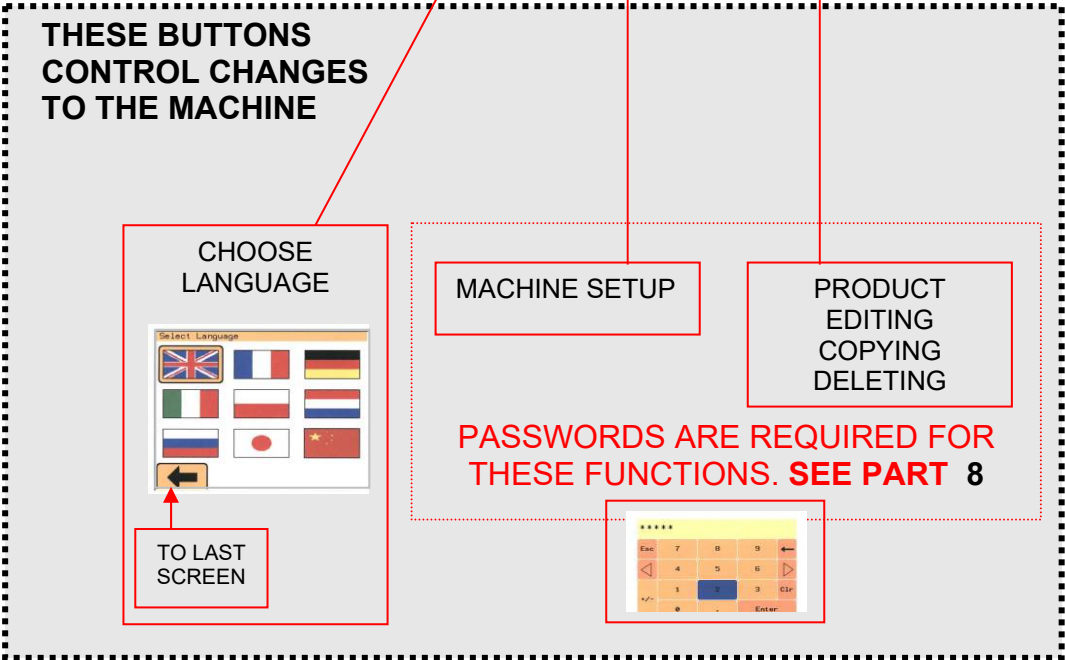 THESE BUTTONS
CONTROL CHANGES
TO THE MACHINE
CHOOSE
LANGUAGE
Select Language
TO LAST
SCREEN
MACHINE SETUP
PRODUCT
EDITING
COPYING
DELETING
PASSWORDS ARE REQUIRED FOR
THESE FUNCTIONS. SEE PART 8
*****
Esc 7 8 9 ←
4 5 6
+/- 1 2 3 Clr
0 . Enter